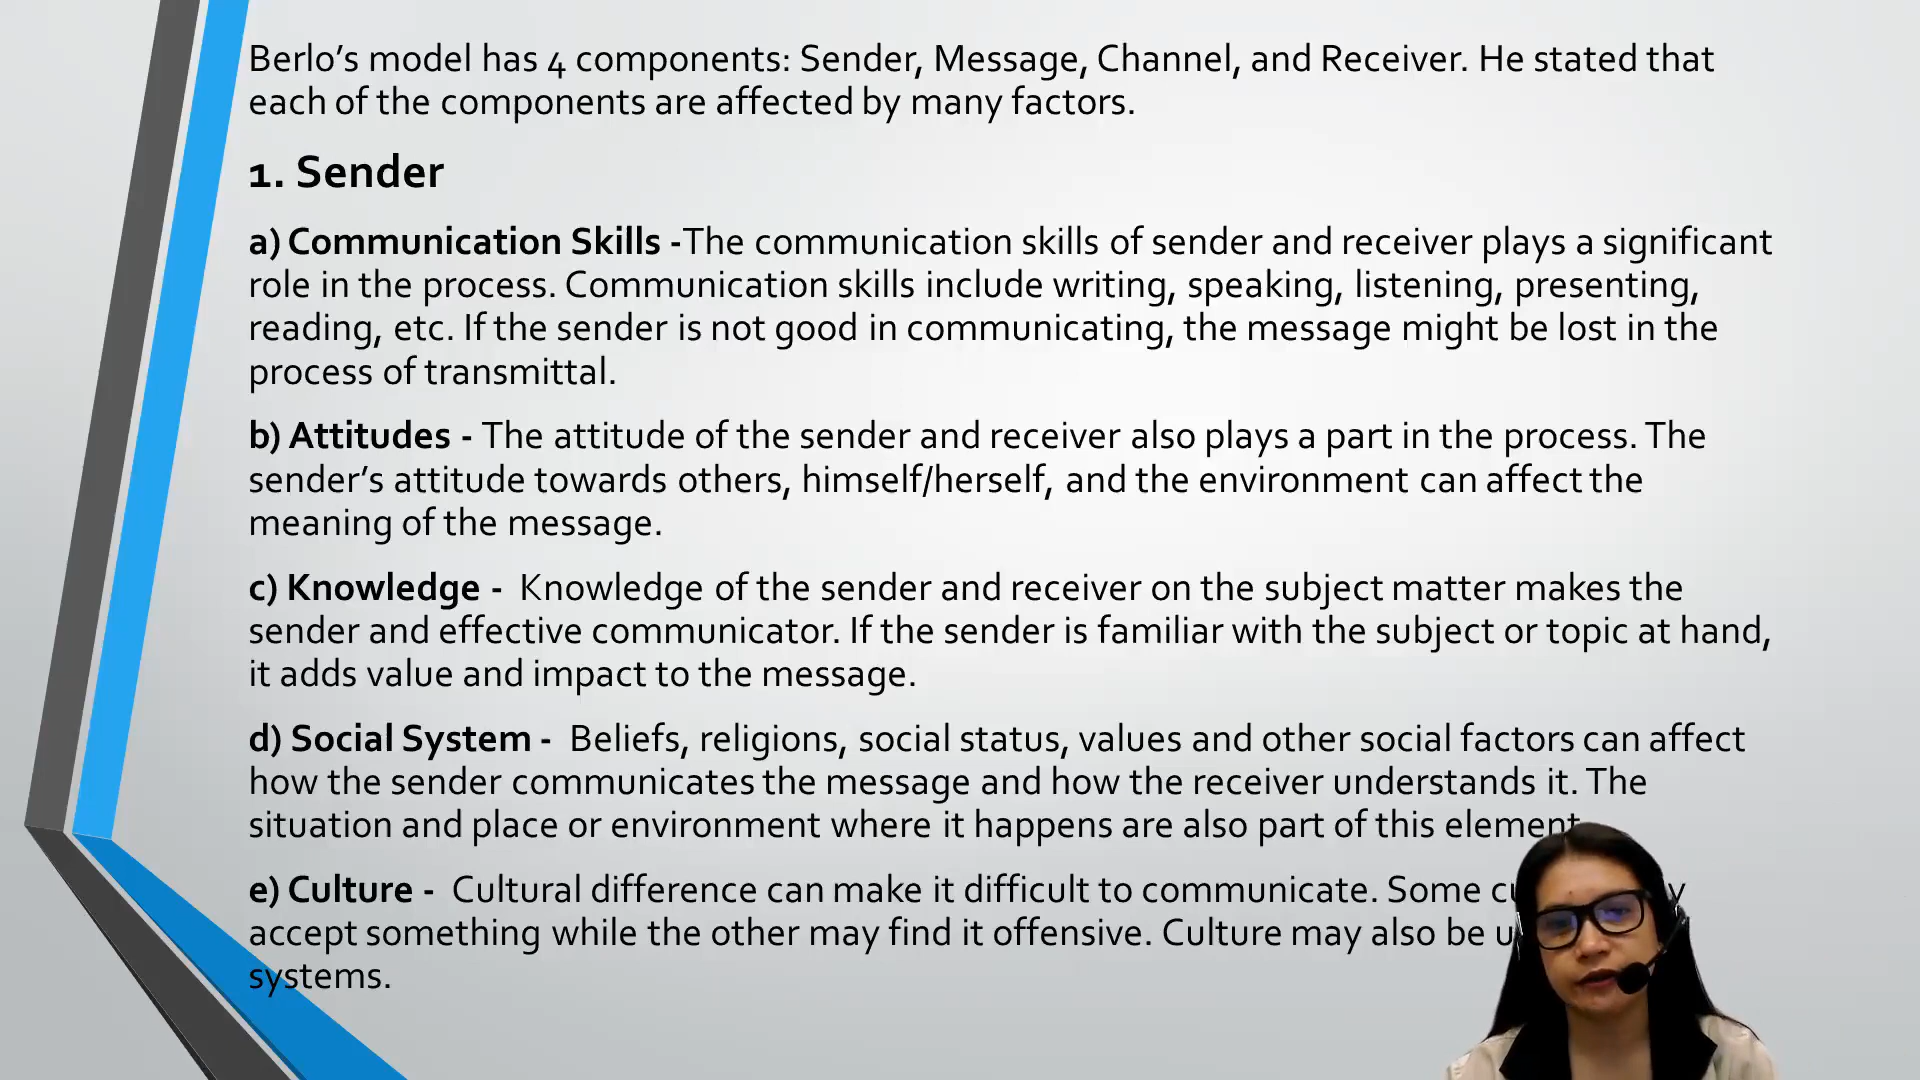 Berlo’s model has 4 components: Sender, Message, Channel, and Receiver. He stated that
each of the components are affected by many factors.
1. Sender
a) Communication Skills -The communication skills of sender and receiver plays a significant
role in the process. Communication skills include writing, speaking, listening, presenting,
reading, etc. If the sender is not good in communicating, the message might be lost in the
process of transmittal.
b) Attitudes - The attitude of the sender and receiver also plays a part in the process. The
sender’s attitude towards others, himself/herself, and the environment can affect the
meaning of the message.
c) Knowledge - Knowledge of the sender and receiver on the subject matter makes the
sender and effective communicator. If the sender is familiar with the subject or topic at hand,
it adds value and impact to the message.
d) Social System - Beliefs, religions, social status, values and other social factors can affect
how the sender communicates the message and how the receiver understands it. The
situation and place or environment where it happens are also part of this element
e) Culture - Cultural difference can make it difficult to communicate. Some
accept something while the other may find it offensive. Culture may also be
systems.